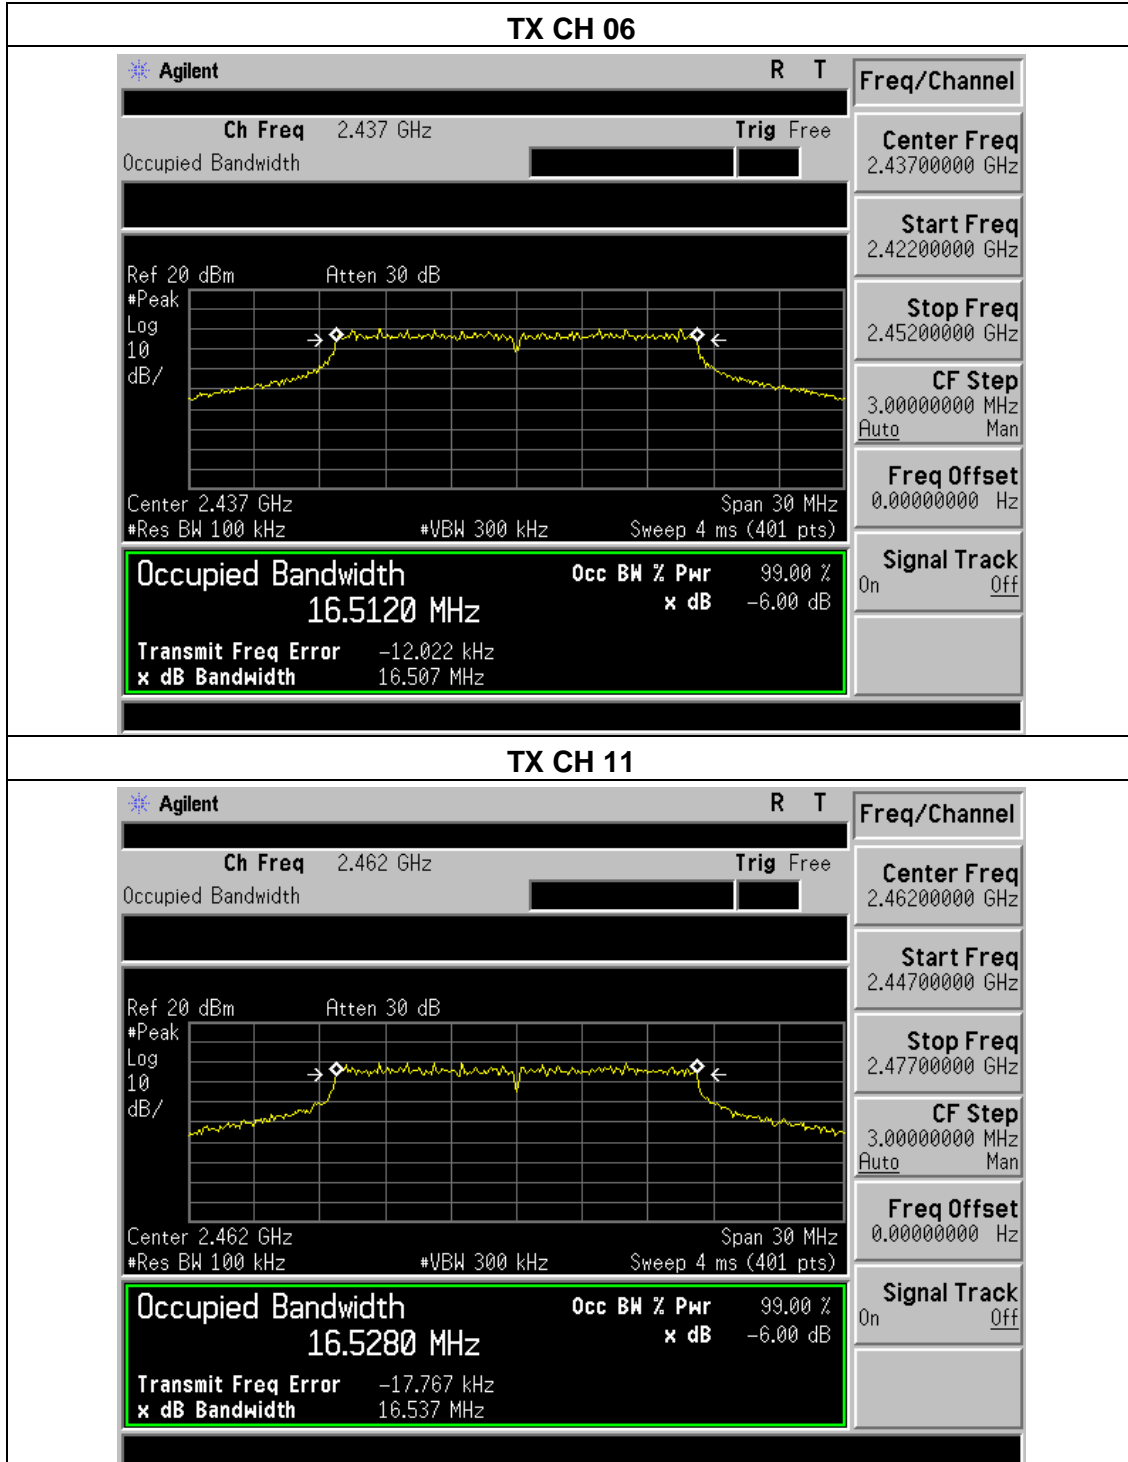 TX CH 06
Agilent R T
Freq/Channel
Ch Freq 2.437 GHz Trig Free
Occupied Bandwidth
Center Freq
2.43700000 GHz
Start Freq
2.42200000 GHz
Ref 20 dBm Atten 30 dB
#Peak
Log
10
dB/
Stop Freq
2.45200000 GHz
CF Step
3.00000000 MHz
Auto Man
Freq Offset
0.00000000 Hz
Center 2.437 GHz Span 30 MHz
#Res BW 100 kHz #VBW 300 kHz Sweep 4 ms (401 pts)
Signal Track
On Off
Occupied Bandwidth Occ BW % Pwr 99.00 %
16.5120 MHz x dB -6.00 dB
Transmit Freq Error -12.022 kHz
x dB Bandwidth 16.507 MHz
TX CH 11
Agilent R T
Freq/Channel
Ch Freq 2.462 GHz Trig Free
Occupied Bandwidth
Center Freq
2.46200000 GHz
Start Freq
2.44700000 GHz
Ref 20 dBm Atten 30 dB
#Peak
Log
10
dB/
Stop Freq
2.47700000 GHz
CF Step
3.00000000 MHz
Auto Man
Freq Offset
0.00000000 Hz
Center 2.462 GHz Span 30 MHz
#Res BW 100 kHz #VBW 300 kHz Sweep 4 ms (401 pts)
Signal Track
On Off
Occupied Bandwidth Occ BW % Pwr 99.00 %
16.5280 MHz x dB -6.00 dB
Transmit Freq Error -17.767 kHz
x dB Bandwidth 16.537 MHz